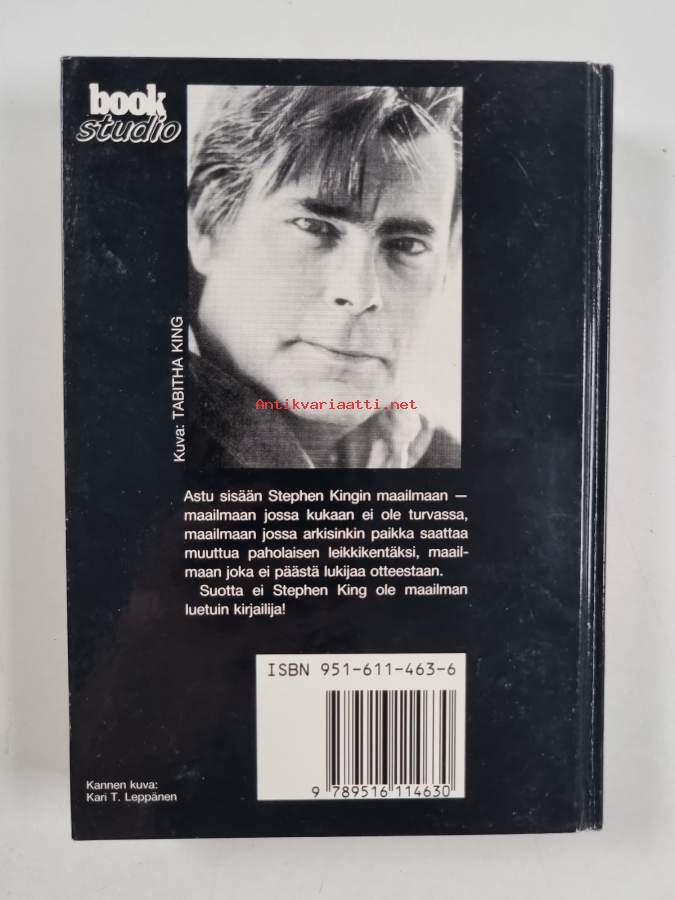 book
studio
Kuva: TABITHA KING
Antikvariaatti.net
Astu sisään Stephen Kingin maailmaan —
maailmaan jossa kukaan ei ole turvassa,
maailmaan jossa arkisinkin paikka saattaa
muuttua paholaisen leikkikentäksi, maail-
maan joka ei päästä lukijaa otteestaan.
Suotta ei Stephen King ole maailman
luetuin kirjailija!
ISBN 951-611-463-6
9 789516 114630
Kannen kuva:
Kari T. Leppänen